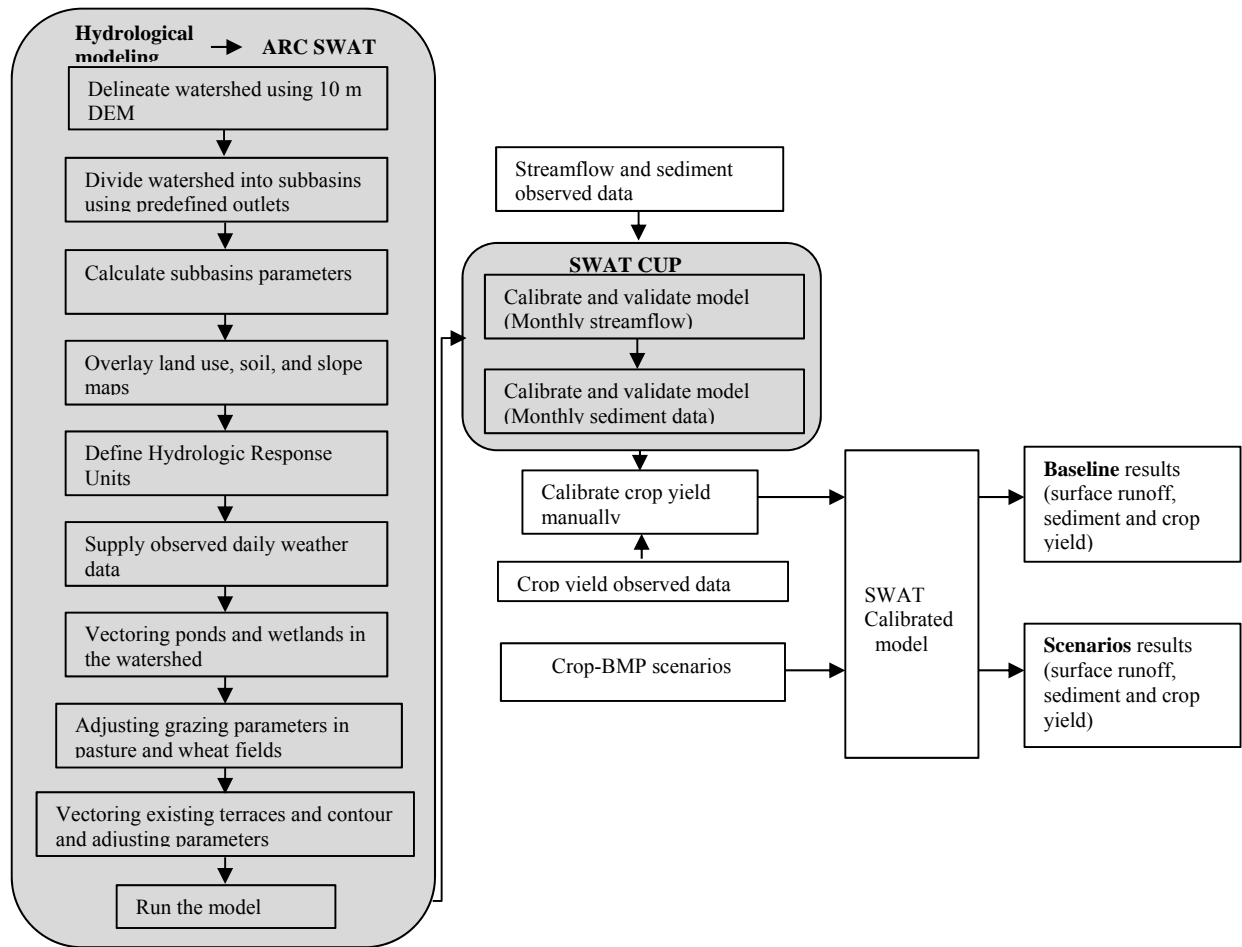 Hydrological
modeling
ARC SWAT
Delineate watershed using 10 m
DEM
Divide watershed into subbasins
using predefined outlets
Calculate subbasins parameters
Overlay land use, soil, and slope
maps
Define Hydrologic Response
Units
Supply observed daily weather
data
Vectoring ponds and wetlands in
the watershed
Adjusting grazing parameters in
pasture and wheat fields
Vectoring existing terraces and contour
and adjusting parameters
Run the model
Streamflow and sediment
observed data
SWAT CUP
Calibrate and validate model
(Monthly streamflow)
Calibrate and validate model
(Monthly sediment data)
Calibrate crop yield
manually
Crop yield observed data
Crop-BMP scenarios
SWAT
Calibrated
model
Baseline results
(surface runoff,
sediment and crop
yield)
Scenarios results
(surface runoff,
sediment and crop
yield)